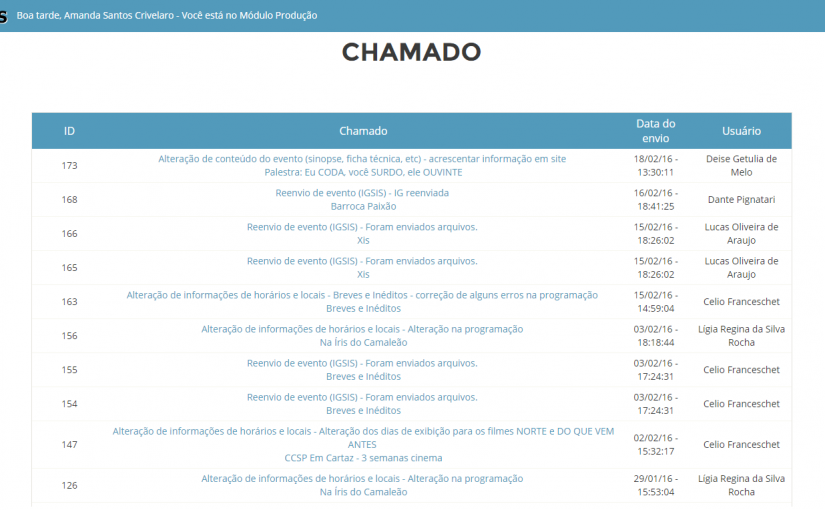 S Boa tarde, Amanda Santos Crivelaro - Você está no Módulo Produção
CHAMADO
ID Chamado Data do envio Usuário
173
Alteração de conteúdo do evento (sinopse, ficha técnica, etc) - acrescentar informação em site
Palestra: Eu CODA, você SURDO, ele OUVINTE
18/02/16 -
13:30:11
Deise Getulia de
Melo
168
Reenvio de evento (IGSIS) - IG reenviada
Barroca Paixão
16/02/16 -
18:41:25
Dante Pignatari
166
Reenvio de evento (IGSIS) - Foram enviados arquivos.
Xis
15/02/16 -
18:26:02
Lucas Oliveira de
Araujo
165
Reenvio de evento (IGSIS) - Foram enviados arquivos.
Xis
15/02/16 -
18:26:02
Lucas Oliveira de
Araujo
163
Alteração de informações de horários e locais - Breves e Inéditos - correção de alguns erros na programação
Breves e Inéditos
15/02/16 -
14:59:04
Celio Franceschet
156
Alteração de informações de horários e locais - Alteração na programação
Na Íris do Camaleão
03/02/16 -
18:18:44
Lígia Regina da Silva
Rocha
155
Reenvio de evento (IGSIS) - Foram enviados arquivos.
Breves e Inéditos
03/02/16 -
17:24:31
Celio Franceschet
154
Reenvio de evento (IGSIS) - Foram enviados arquivos.
Breves e Inéditos
03/02/16 -
17:24:31
Celio Franceschet
147
Alteração de informações de horários e locais - Alteração dos dias de exibição para os filmes NORTE e DO QUE VEM
ANTES
CCSP Em Cartaz - 3 semanas cinema
02/02/16 -
15:32:17
Celio Franceschet
126
Alteração de informações de horários e locais - Alteração na programação
Na Íris do Camaleão
29/01/16 -
15:53:04
Lígia Regina da Silva
Rocha